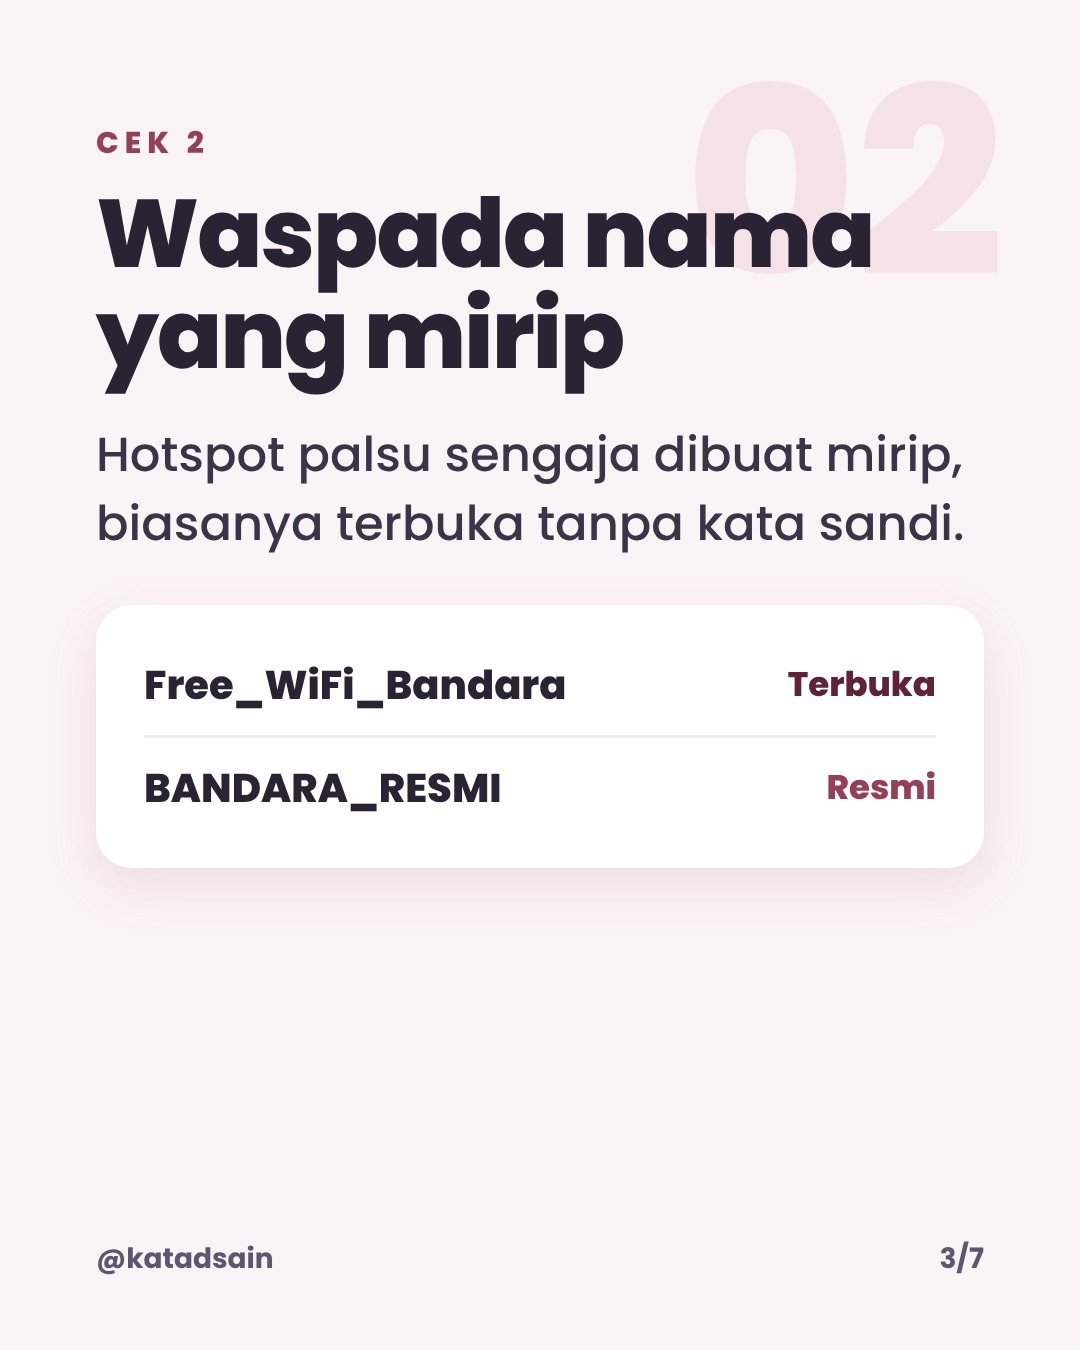 02
CEK 2
Waspada nama
yang mirip
Hotspot palsu sengaja dibuat mirip,
biasanya terbuka tanpa kata sandi.
Free_WiFi_Bandara Terbuka
BANDARA_RESMI Resmi
@katadsain 3/7